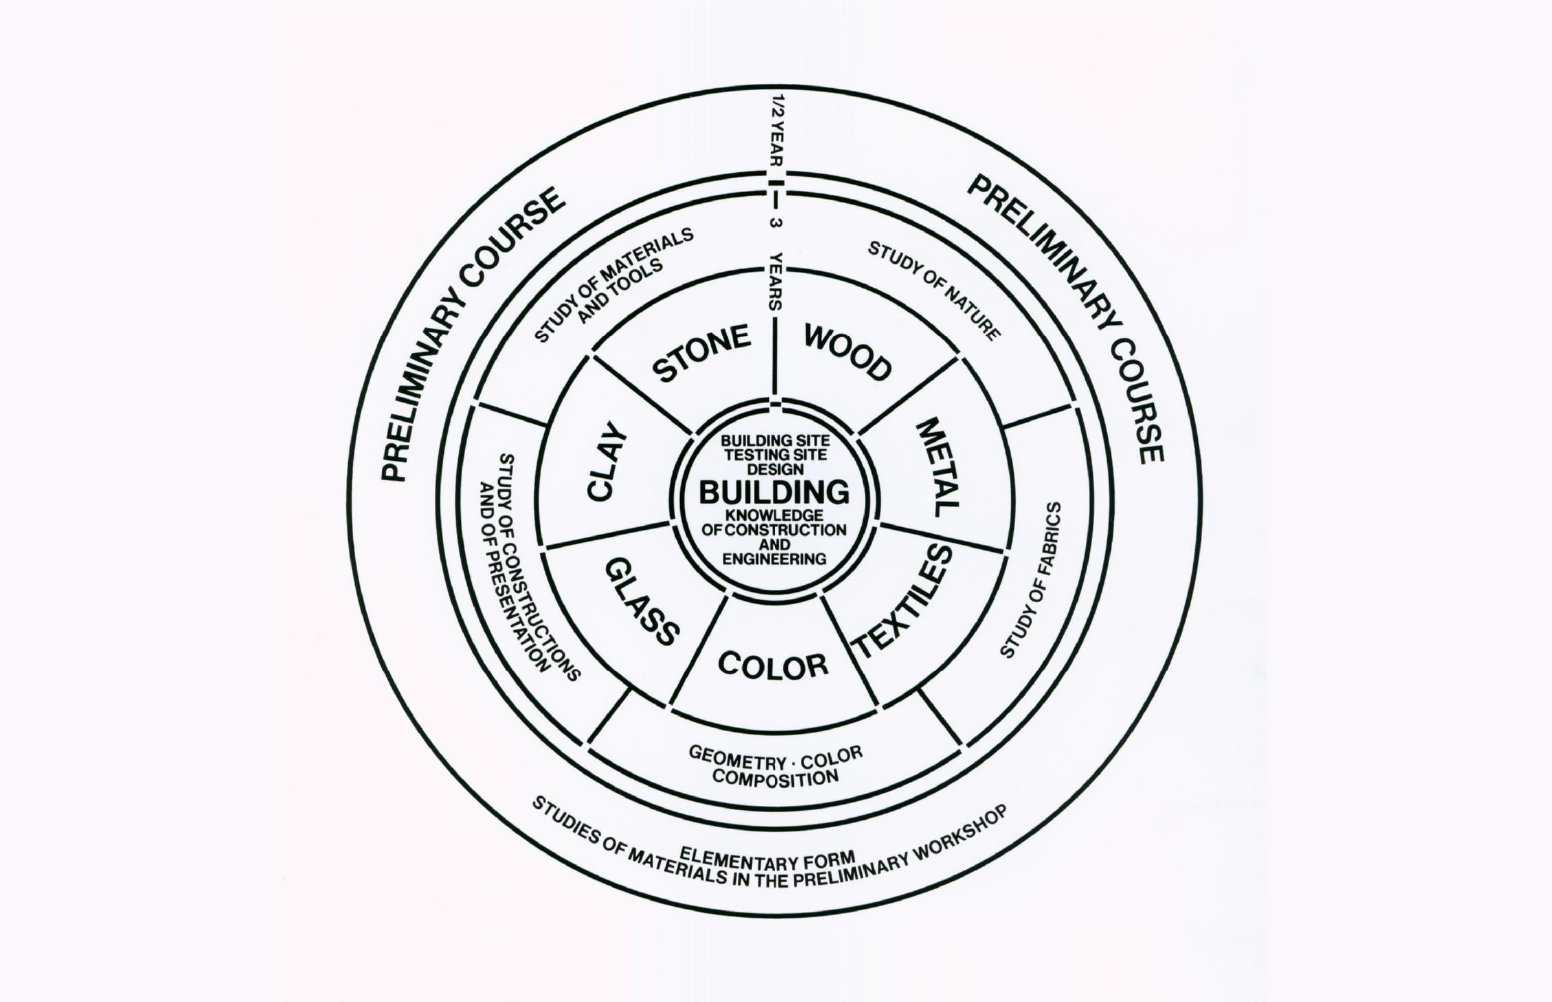 1/2 YEAR
PRELIMINARY COURSE
PRELIMINARY COURSE
3 YEARS
STUDY OF MATERIALS
AND TOOLS
STUDY OF NATURE
STONE
WOOD
CLAY
METAL
BUILDING SITE
TESTING SITE
DESIGN
BUILDING
KNOWLEDGE
OF CONSTRUCTION
AND
ENGINEERING
STUDY OF CONSTRUCTIONS
AND OF PRESENTATION
STUDY OF FABRICS
GLASS
TEXTILES
COLOR
GEOMETRY · COLOR
COMPOSITION
ELEMENTARY FORM
STUDIES OF MATERIALS IN THE PRELIMINARY WORKSHOP